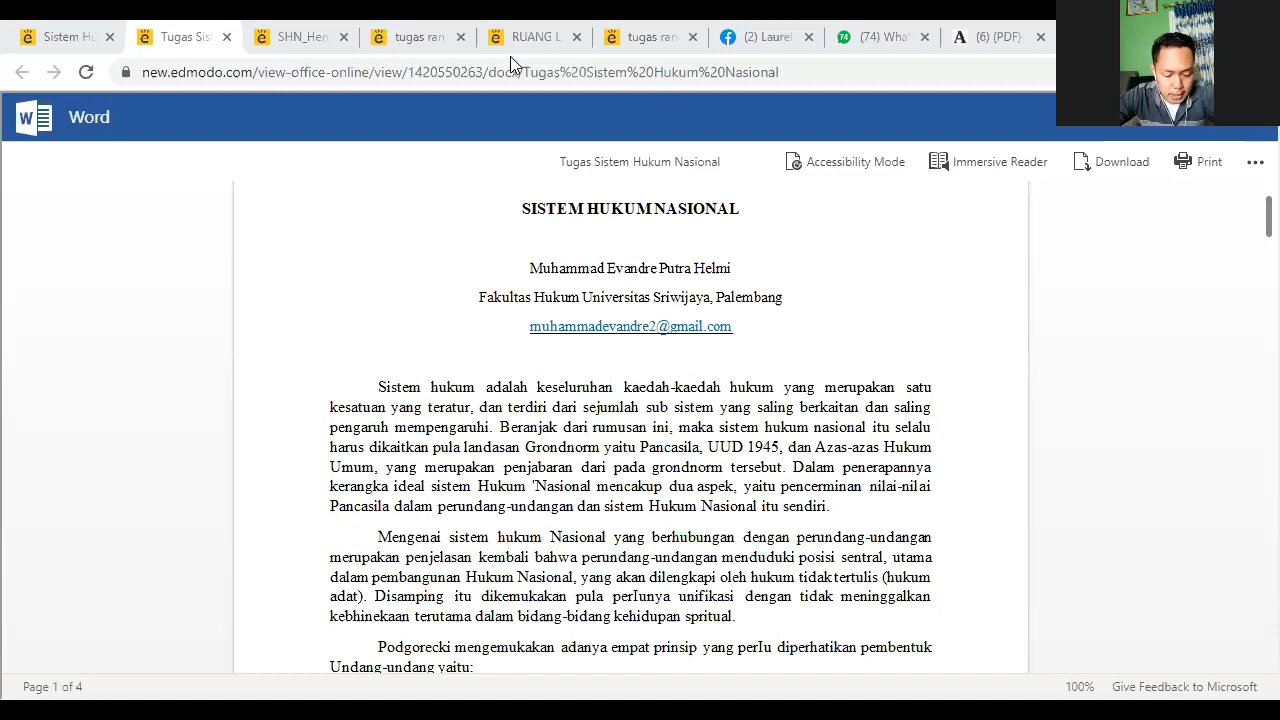 Sistem Hu
Tugas Sist
SHN_Hen
tugas ran
RUANG L
tugas ran
(2) Laurel
(74) What
(6) (PDF)
new.edmodo.com/view-office-online/view/1420550263/doc/Tugas%20Sistem%20Hukum%20Nasional
Word
Tugas Sistem Hukum Nasional
Accessibility Mode
Immersive Reader
Download
Print
SISTEM HUKUM NASIONAL
Muhammad Evandre Putra Helmi
Fakultas Hukum Universitas Sriwijaya, Palembang
muhammadevandre2@gmail.com
Sistem hukum adalah keseluruhan kaedah-kaedah hukum yang merupakan satu
kesatuan yang teratur, dan terdiri dari sejumlah sub sistem yang saling berkaitan dan saling
pengaruh mempengaruhi. Beranjak dari rumusan ini, maka sistem hukum nasional itu selalu
harus dikaitkan pula landasan Grondnorm yaitu Pancasila, UUD 1945, dan Azas-azas Hukum
Umum, yang merupakan penjabaran dari pada grondnorm tersebut. Dalam penerapannya
kerangka ideal sistem Hukum 'Nasional mencakup dua aspek, yaitu pencerminan nilai-nilai
Pancasila dalam perundang-undangan dan sistem Hukum Nasional itu sendiri.
Mengenai sistem hukum Nasional yang berhubungan dengan perundang-undangan
merupakan penjelasan kembali bahwa perundang-undangan menduduki posisi sentral, utama
dalam pembangunan Hukum Nasional, yang akan dilengkapi oleh hukum tidak tertulis (hukum
adat). Disamping itu dikemukakan pula perIunya unifikasi dengan tidak meninggalkan
kebhinekaan terutama dalam bidang-bidang kehidupan spritual.
Podgorecki mengemukakan adanya empat prinsip yang perIu diperhatikan pembentuk
Undang-undang yaitu:
Page 1 of 4
100%
Give Feedback to Microsoft